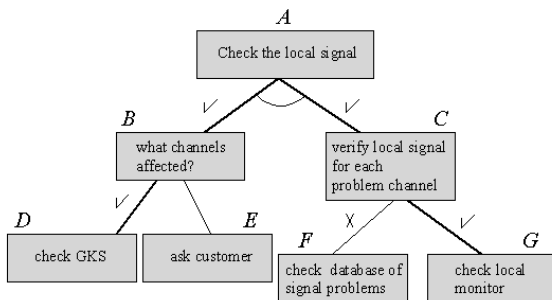 A
Check the local signal
B
C
what channels
affected?
verify local signal
for each
problem channel
D
E
F
G
check GKS
ask customer
check database of
signal problems
check local
monitor